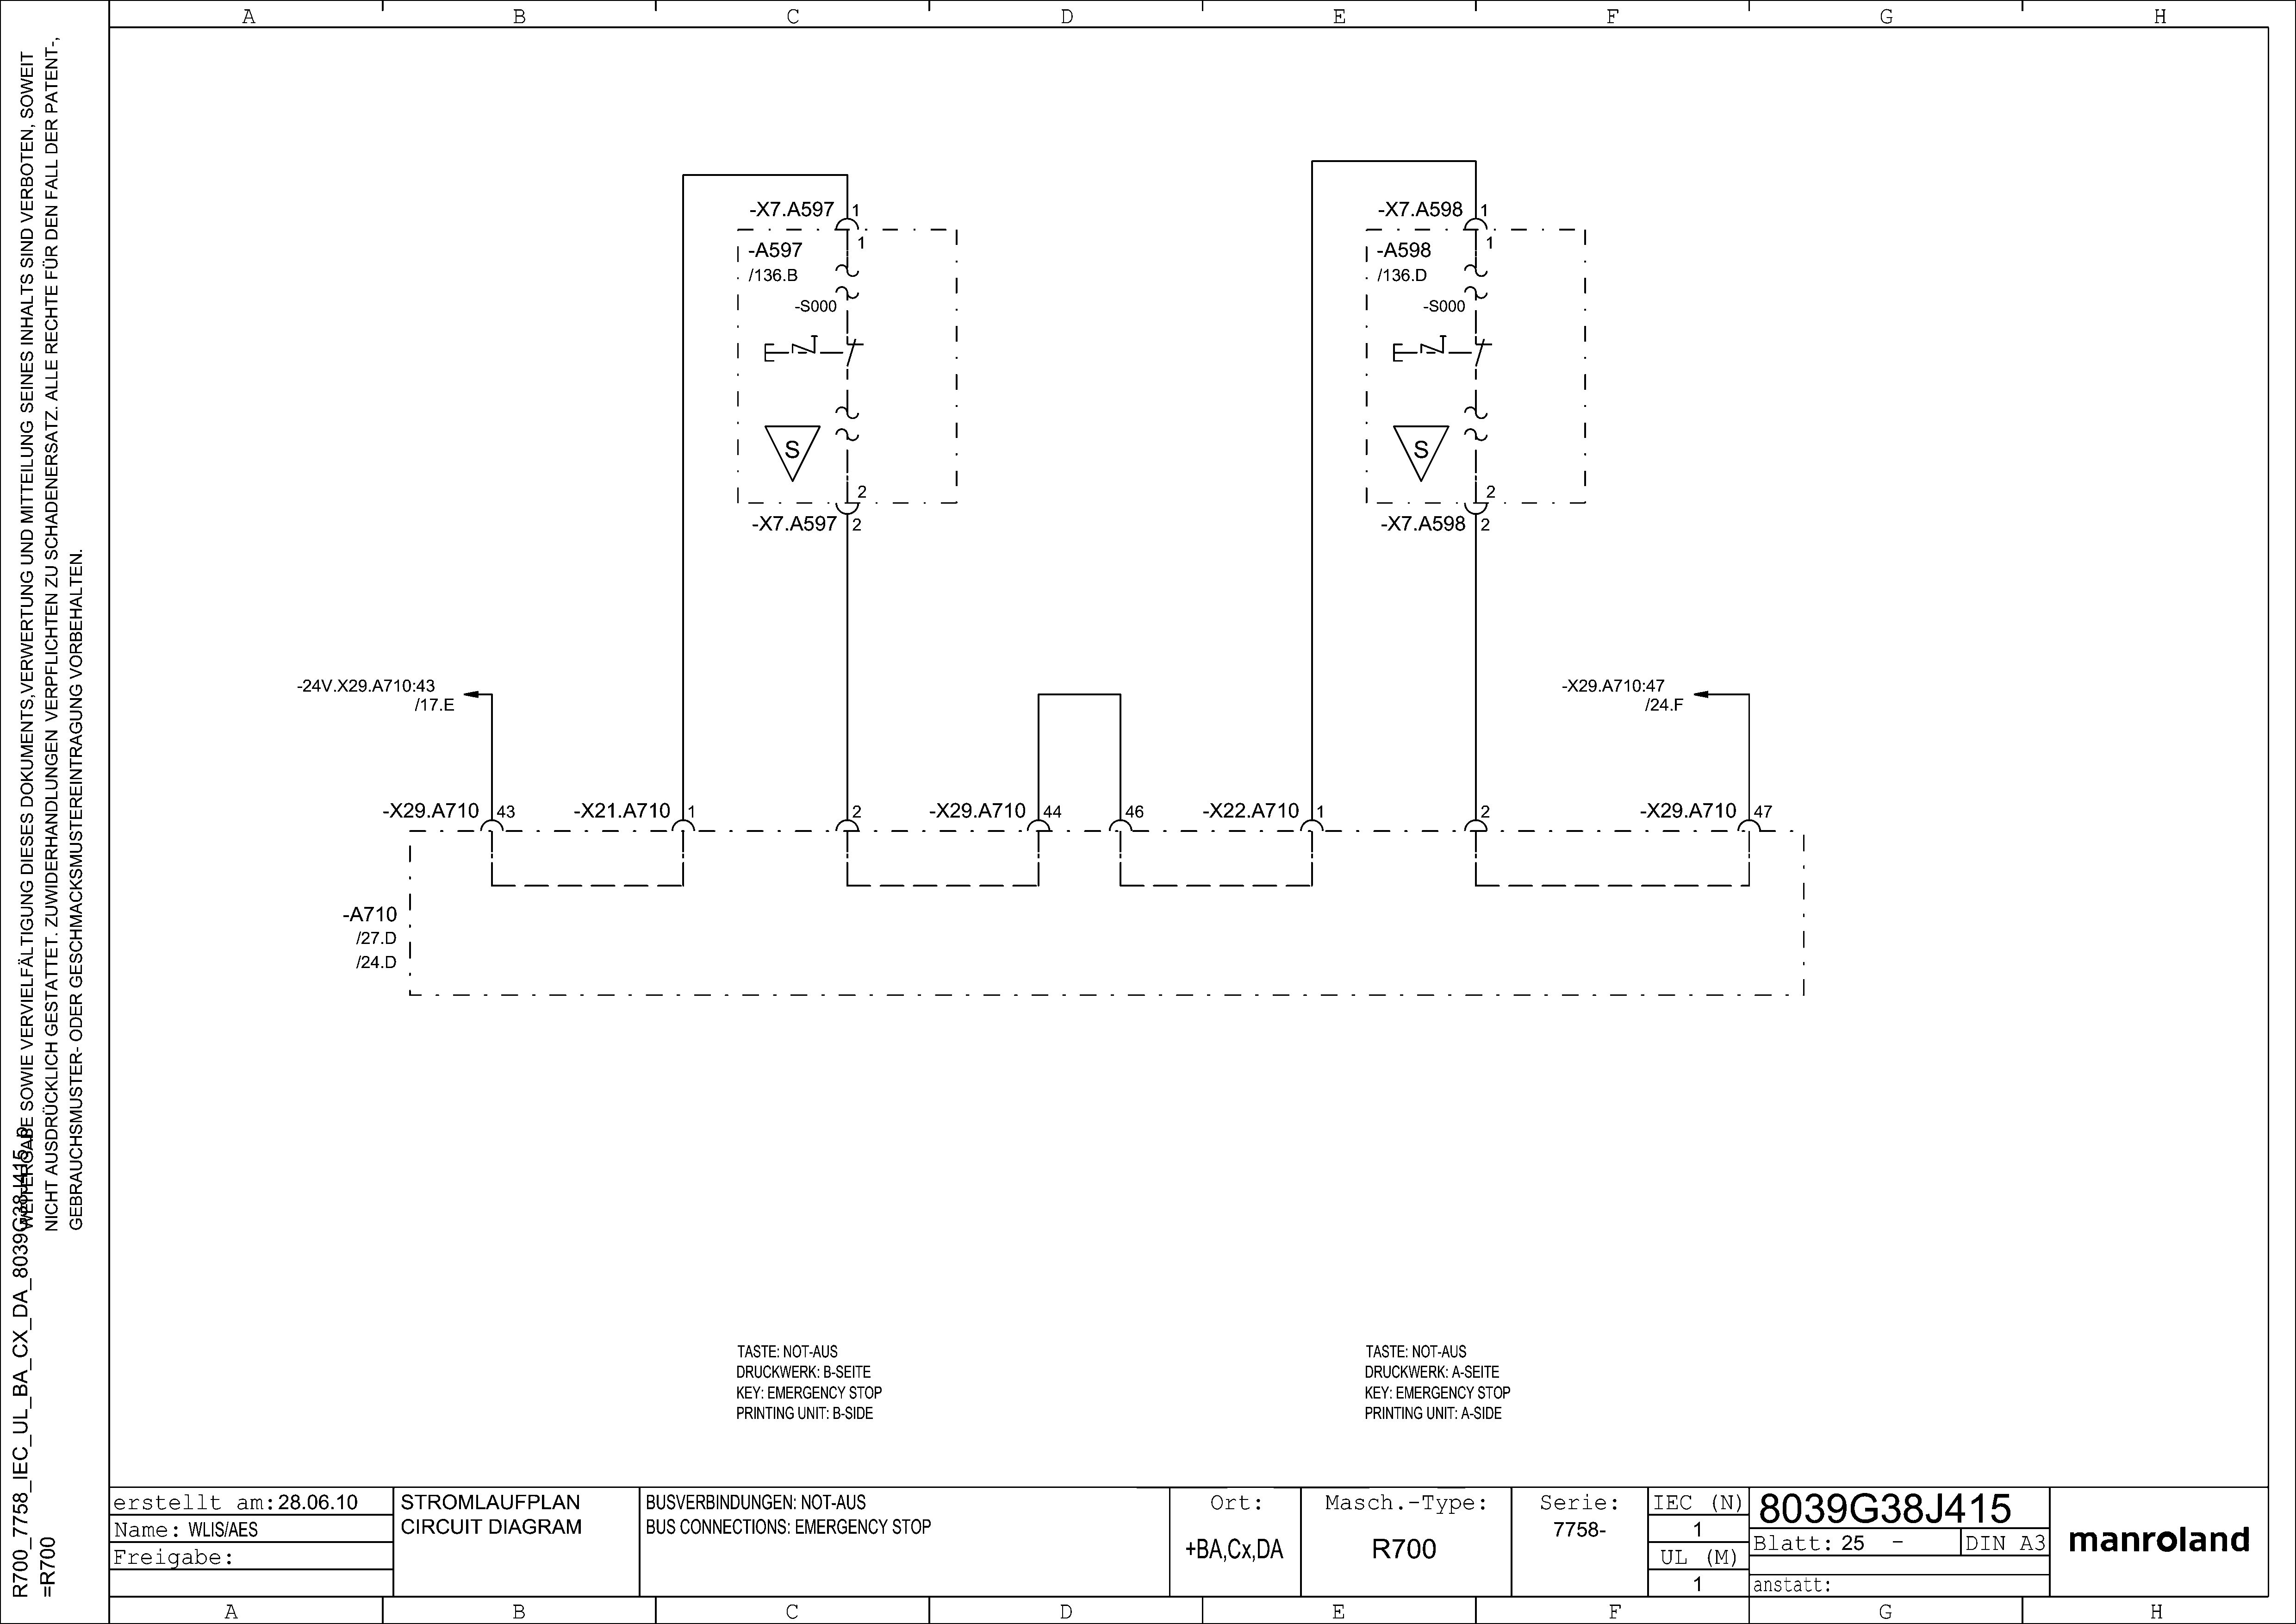 A B C D E F G H
WEITERGABE SOWIE VERVIELFÄLTIGUNG DIESES DOKUMENTS,VERWERTUNG UND MITTEILUNG SEINES INHALTS SIND VERBOTEN, SOWEIT
NICHT AUSDRÜCKLICH GESTATTET. ZUWIDERHANDLUNGEN VERPFLICHTEN ZU SCHADENERSATZ. ALLE RECHTE FÜR DEN FALL DER PATENT-,
GEBRAUCHSMUSTER- ODER GESCHMACKSMUSTEREINTRAGUNG VORBEHALTEN.
R700_7758_IEC_UL_BA_CX_DA_8039G38J415_D
=R700
-X7.A597 1
1
-A597
/136.B
-S000
S
2
-X7.A597 2
-X7.A598 1
1
-A598
/136.D
-S000
S
2
-X7.A598 2
-24V.X29.A710:43
/17.E
-X29.A710:47
/24.F
-X29.A710 43 -X21.A710 1 2 -X29.A710 44 46 -X22.A710 1 2 -X29.A710 47
-A710
/27.D
/24.D
TASTE: NOT-AUS
DRUCKWERK: B-SEITE
KEY: EMERGENCY STOP
PRINTING UNIT: B-SIDE
TASTE: NOT-AUS
DRUCKWERK: A-SEITE
KEY: EMERGENCY STOP
PRINTING UNIT: A-SIDE
erstellt am: 28.06.10
Name: WLIS/AES
Freigabe:
STROMLAUFPLAN
CIRCUIT DIAGRAM
BUSVERBINDUNGEN: NOT-AUS
BUS CONNECTIONS: EMERGENCY STOP
Ort:
+BA,Cx,DA
Masch.-Type:
R700
Serie:
7758-
IEC (N)
1
UL (M)
1
8039G38J415
Blatt: 25 -
DIN A3
anstatt:
manroland
A B C D E F G H